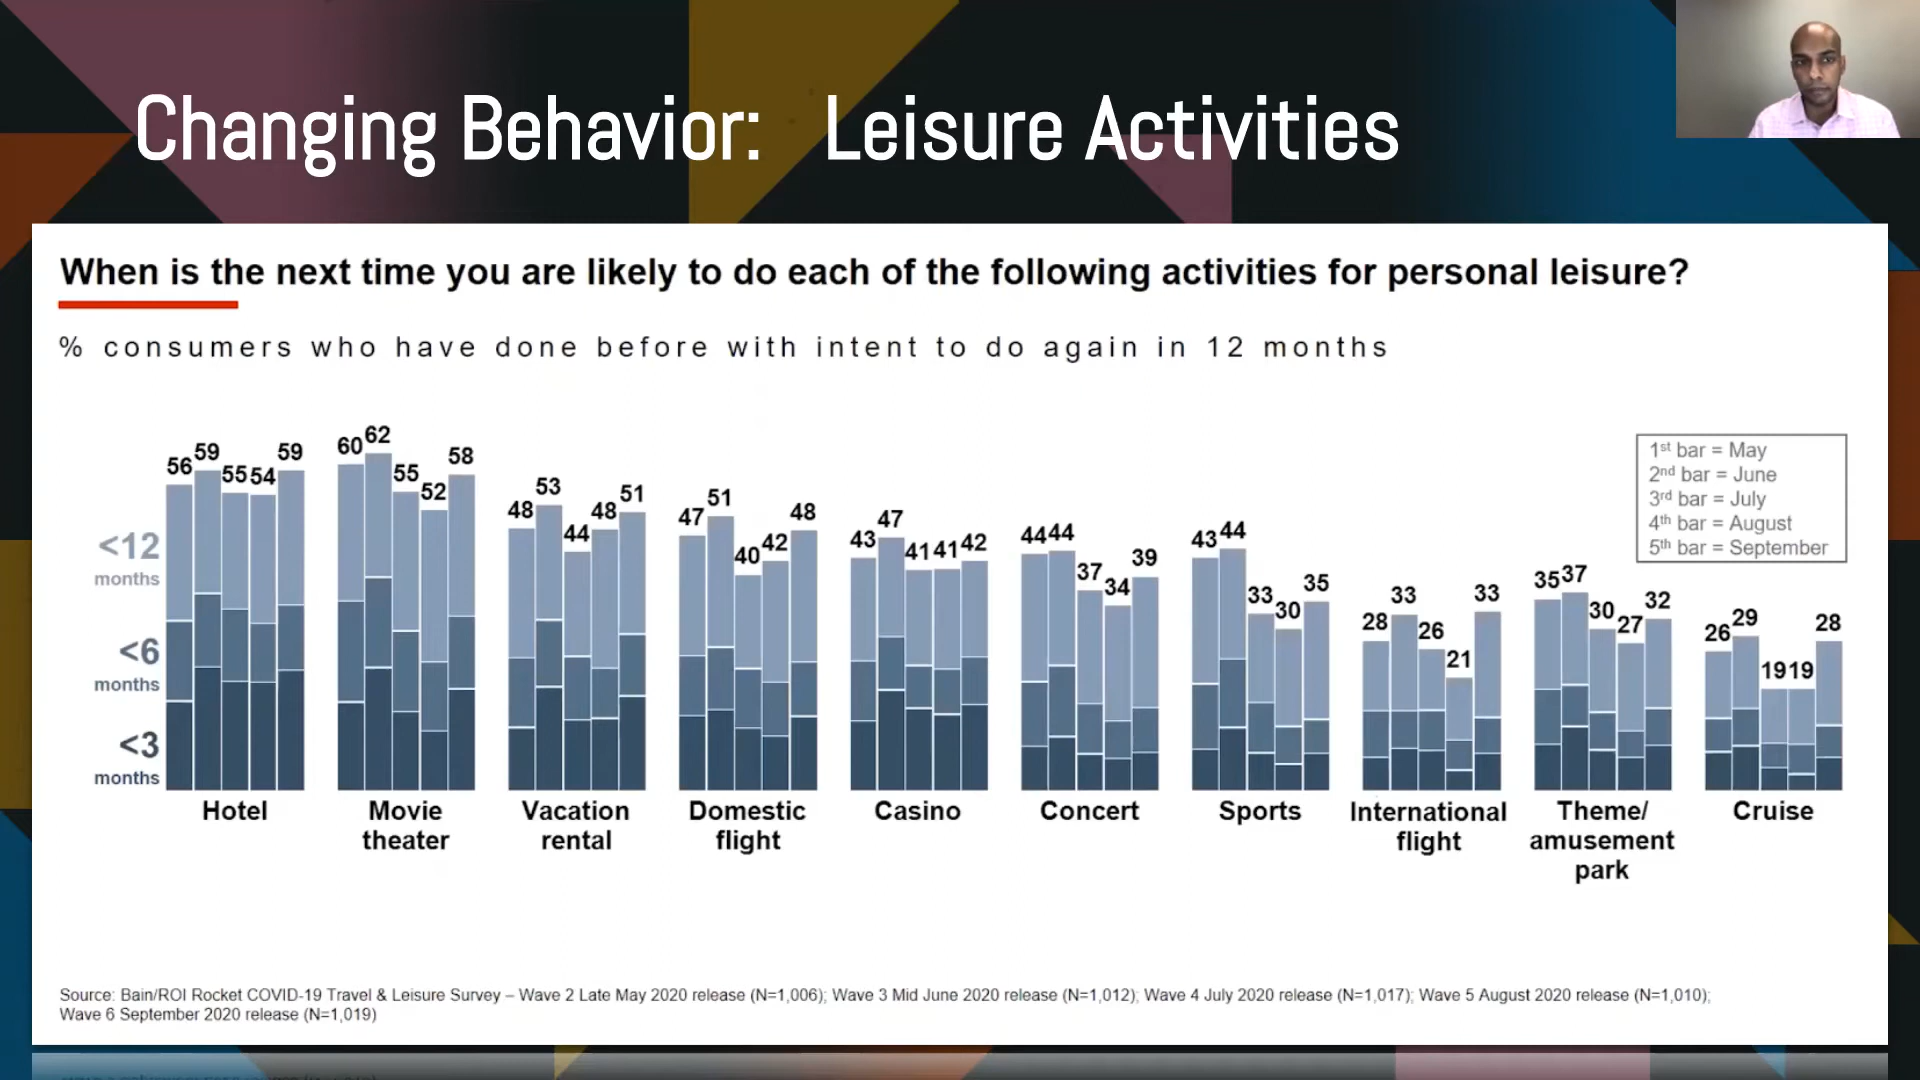 Changing Behavior: Leisure Activities
When is the next time you are likely to do each of the following activities for personal leisure?
% consumers who have done before with intent to do again in 12 months
1st bar = May
2nd bar = June
3rd bar = July
4th bar = August
5th bar = September
<12
months
<6
months
<3
months
56 59 55 54 59
60 62 55 52 58
48 53 44 48 51
47 51 40 42 48
43 47 41 41 42
44 44 37 34 39
43 44 33 30 35
28 33 26 21 33
35 37 30 27 32
26 29 19 19 28
Hotel
Movie
theater
Vacation
rental
Domestic
flight
Casino
Concert
Sports
International
flight
Theme/
amusement
park
Cruise
Source: Bain/ROI Rocket COVID-19 Travel & Leisure Survey – Wave 2 Late May 2020 release (N=1,006); Wave 3 Mid June 2020 release (N=1,012); Wave 4 July 2020 release (N=1,017); Wave 5 August 2020 release (N=1,010);
Wave 6 September 2020 release (N=1,019)